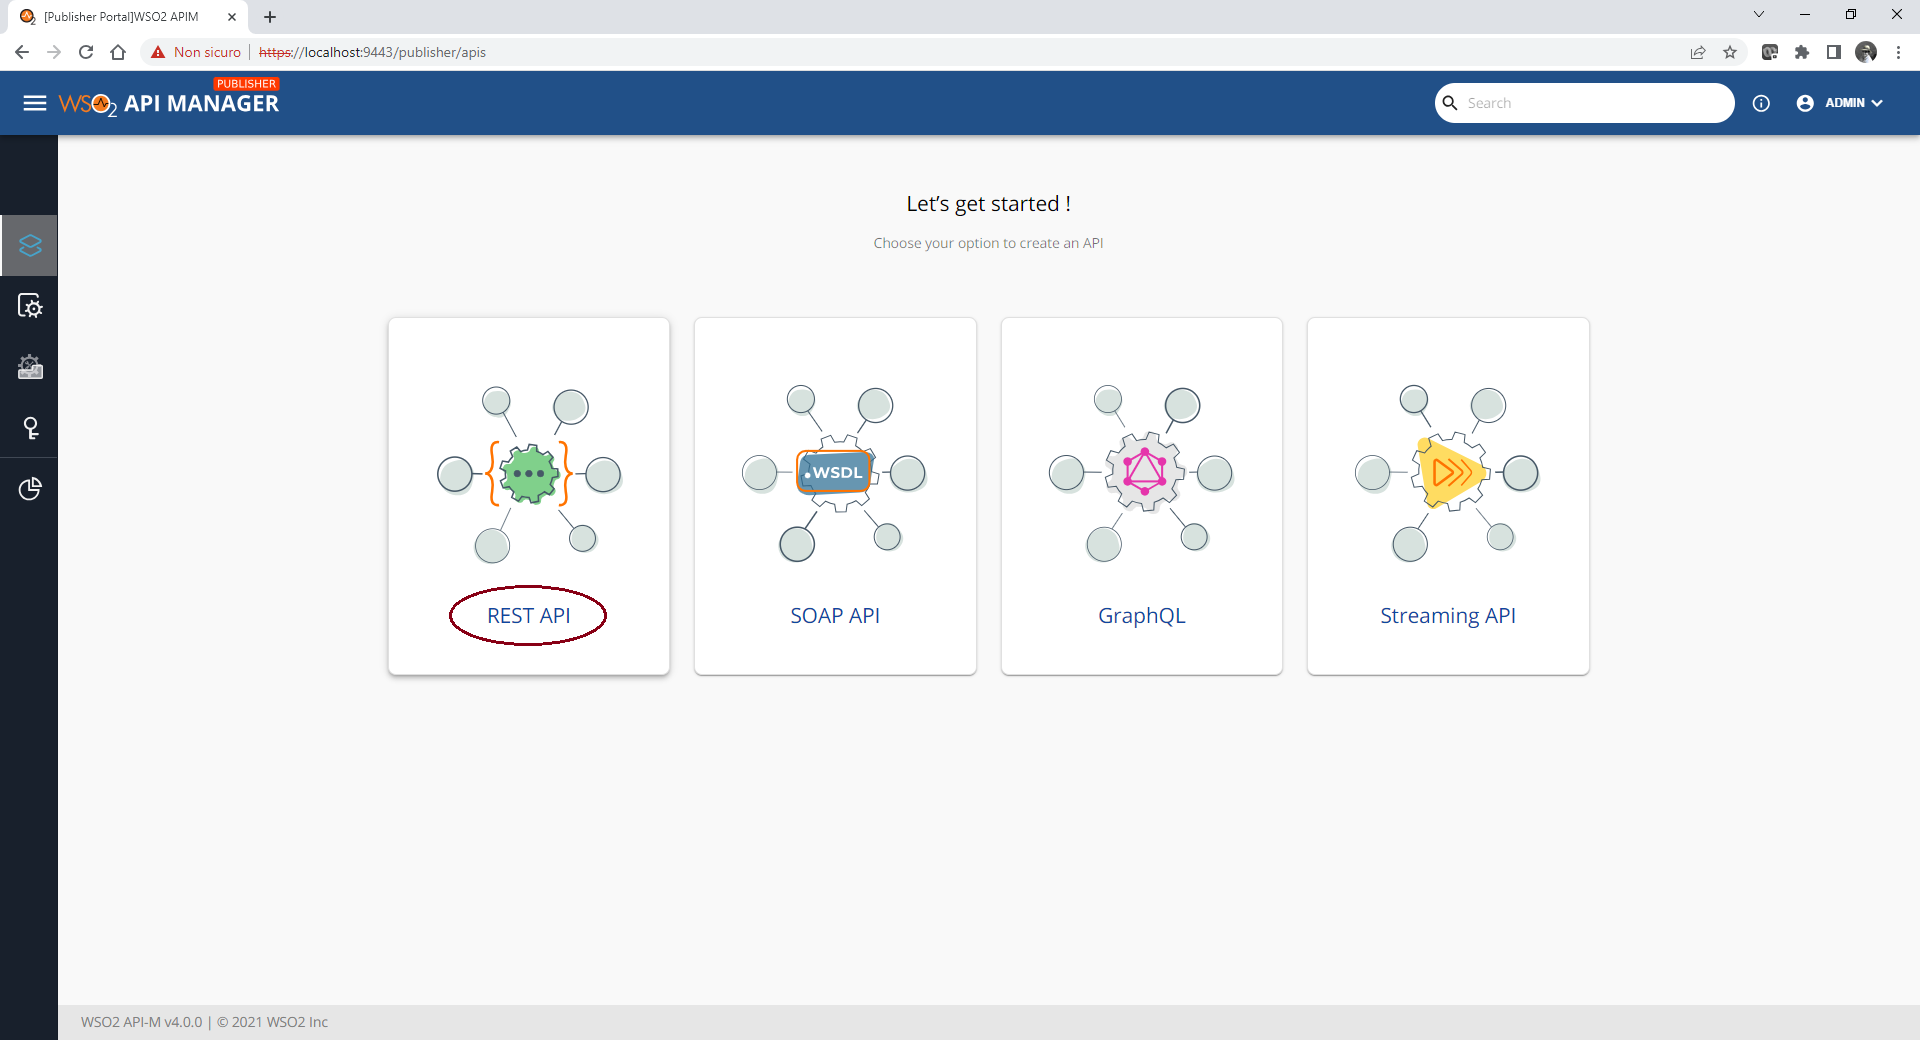 [Publisher Portal]WSO2 APIM
Non sicuro https://localhost:9443/publisher/apis
PUBLISHER
WSO2 API MANAGER
Search
ADMIN
Let’s get started !
Choose your option to create an API
.WSDL
REST API
SOAP API
GraphQL
Streaming API
WSO2 API-M v4.0.0 | © 2021 WSO2 Inc